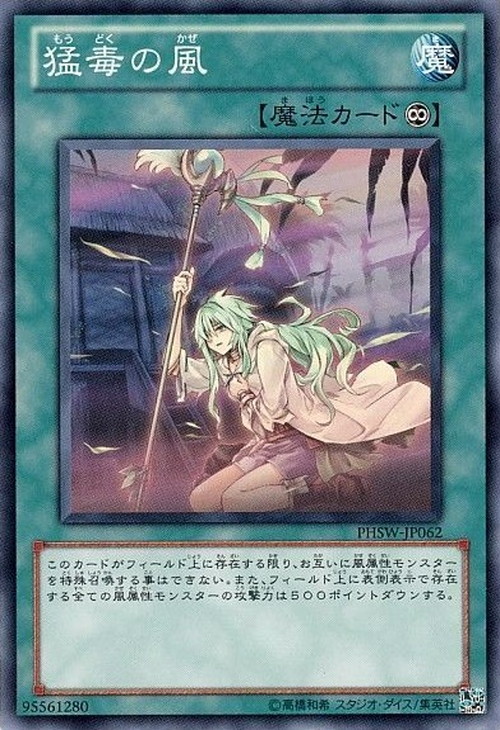 猛毒の風
魔
【魔法カード∞】
PHSW-JP062
このカードがフィールド上に存在する限り、お互いに風属性モンスター
を特殊召喚する事はできない。また、フィールド上に表側表示で存在
する全ての風属性モンスターの攻撃力は５００ポイントダウンする。
95561280
©高橋和希 スタジオ・ダイス/集英社